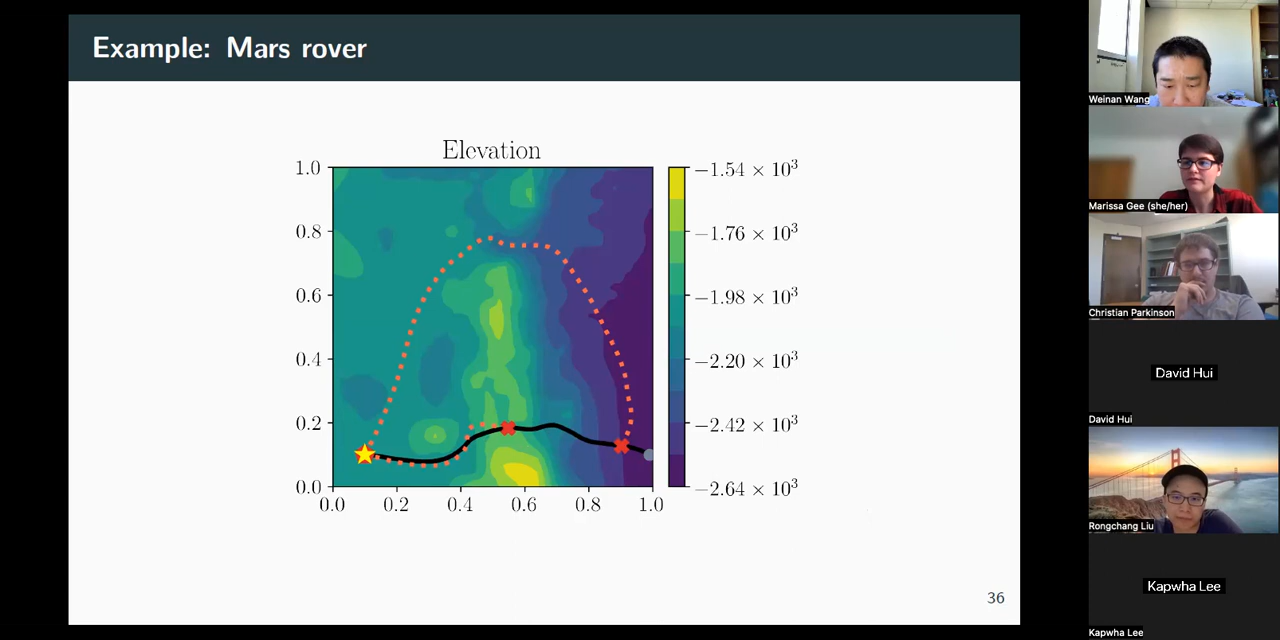 Example: Mars rover
Elevation
1.0
0.8
0.6
0.4
0.2
0.0
0.0 0.2 0.4 0.6 0.8 1.0
−1.54 × 10³
−1.76 × 10³
−1.98 × 10³
−2.20 × 10³
−2.42 × 10³
−2.64 × 10³
36
Weinan Wang
Marissa Gee (she/her)
Christian Parkinson
David Hui
David Hui
Rongchang Liu
Kapwha Lee
Kapwha Lee